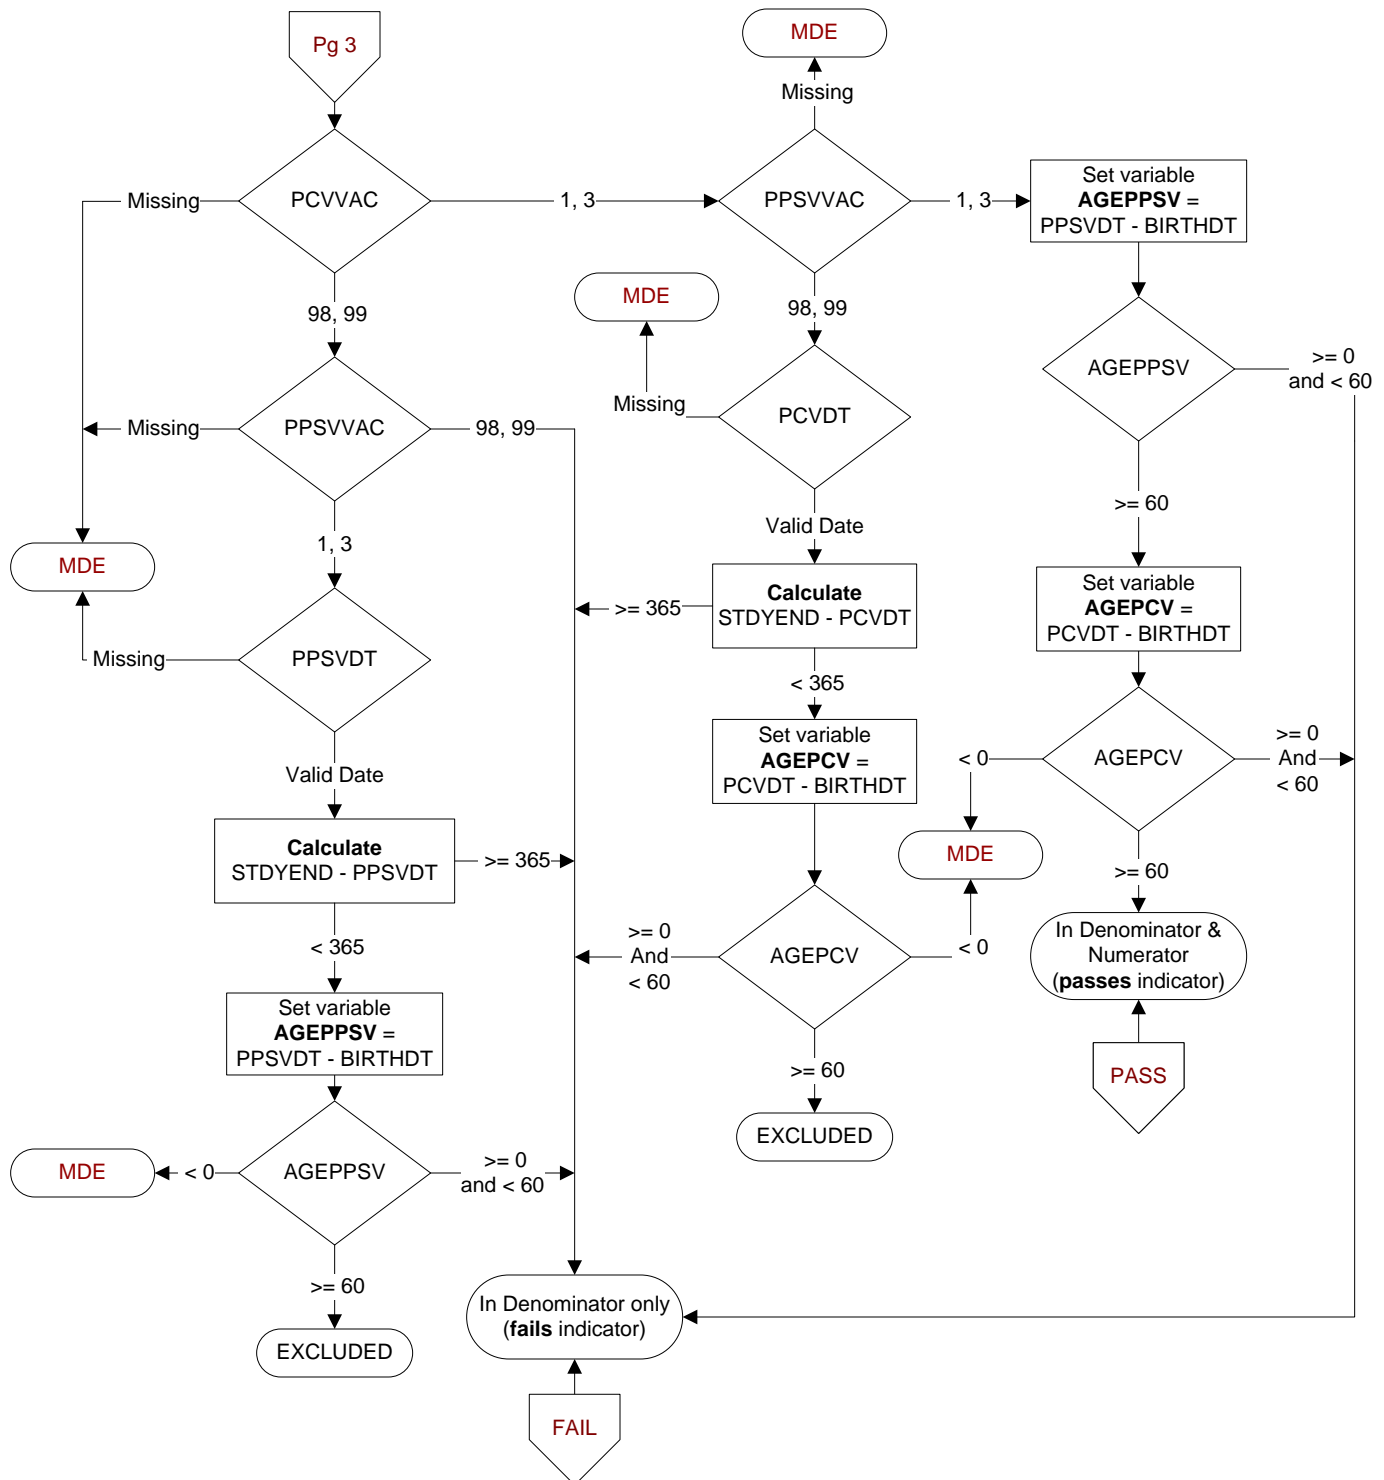 Pg 3
MDE
Missing
PCVVAC
Missing
1, 3
PPSVVAC
1, 3
Set variable
AGEPPSV =
PPSVDT - BIRTHDT
98, 99
MDE
98, 99
AGEPPSV
>= 0
and < 60
PPSVVAC
Missing
98, 99
Missing
PCVDT
>= 60
1, 3
Valid Date
MDE
Calculate
STDYEND - PCVDT
>= 365
Set variable
AGEPCV =
PCVDT - BIRTHDT
Missing
PPSVDT
< 365
Set variable
AGEPCV =
PCVDT - BIRTHDT
< 0
AGEPCV
>= 0
And
< 60
Valid Date
Calculate
STDYEND - PPSVDT
>= 365
MDE
>= 60
< 365
>= 0
And
< 60
AGEPCV
< 0
In Denominator &
Numerator
(passes indicator)
Set variable
AGEPPSV =
PPSVDT - BIRTHDT
>= 60
PASS
EXCLUDED
MDE
< 0
AGEPPSV
>= 0
and < 60
>= 60
In Denominator only
(fails indicator)
EXCLUDED
FAIL